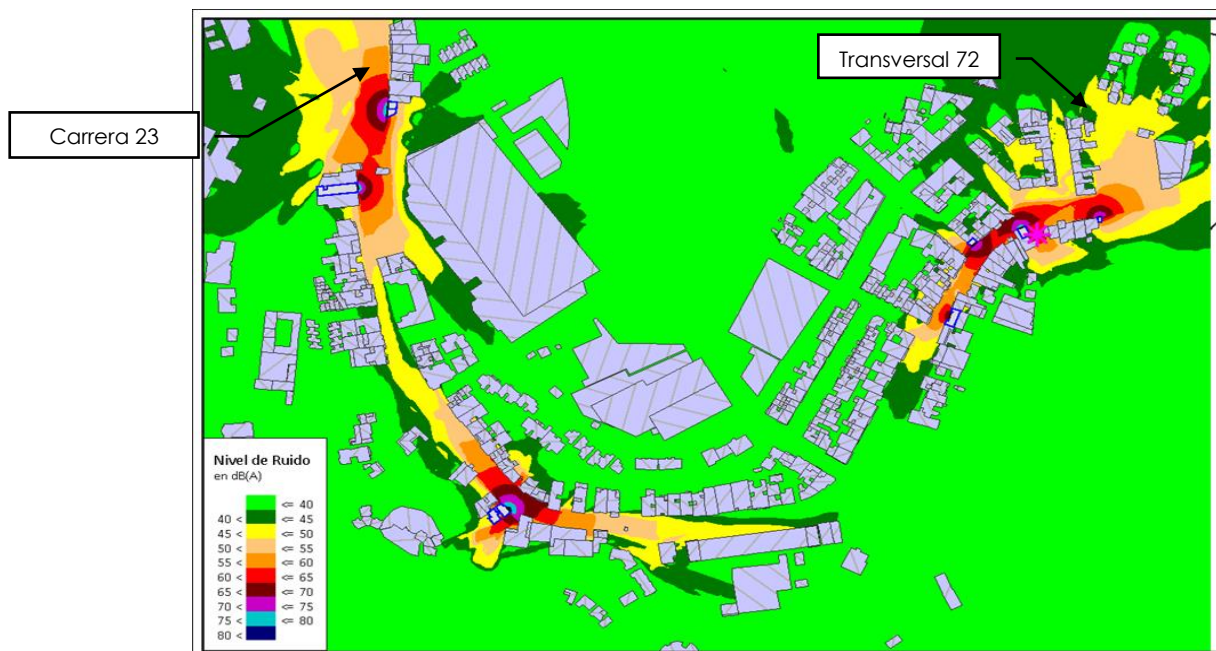 Transversal 72
Carrera 23
Nivel de Ruido
en dB(A)
<= 40
40 < <= 45
45 < <= 50
50 < <= 55
55 < <= 60
60 < <= 65
65 < <= 70
70 < <= 75
75 < <= 80
80 <